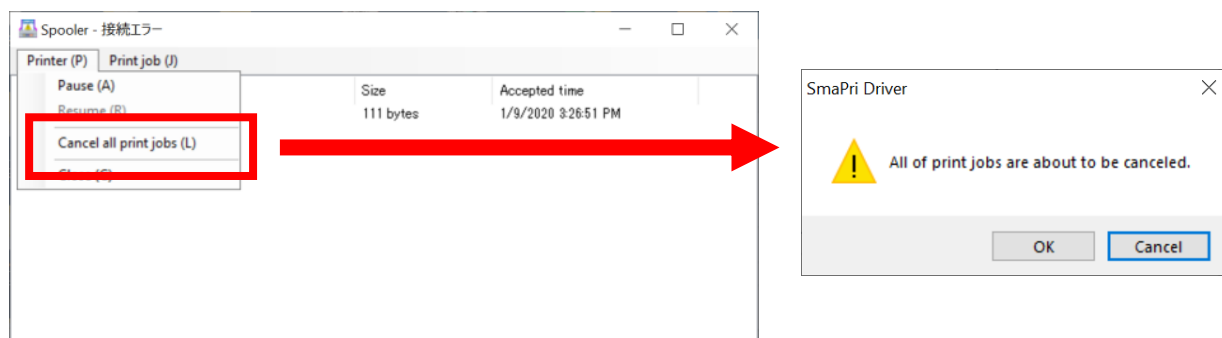 Spooler - 接続エラー
Printer (P) Print job (J)
Pause (A)
Size Accepted time
Resume (R)
111 bytes 1/9/2020 3:26:51 PM
Cancel all print jobs (L)
Close (C)
SmaPri Driver
All of print jobs are about to be canceled.
OK Cancel